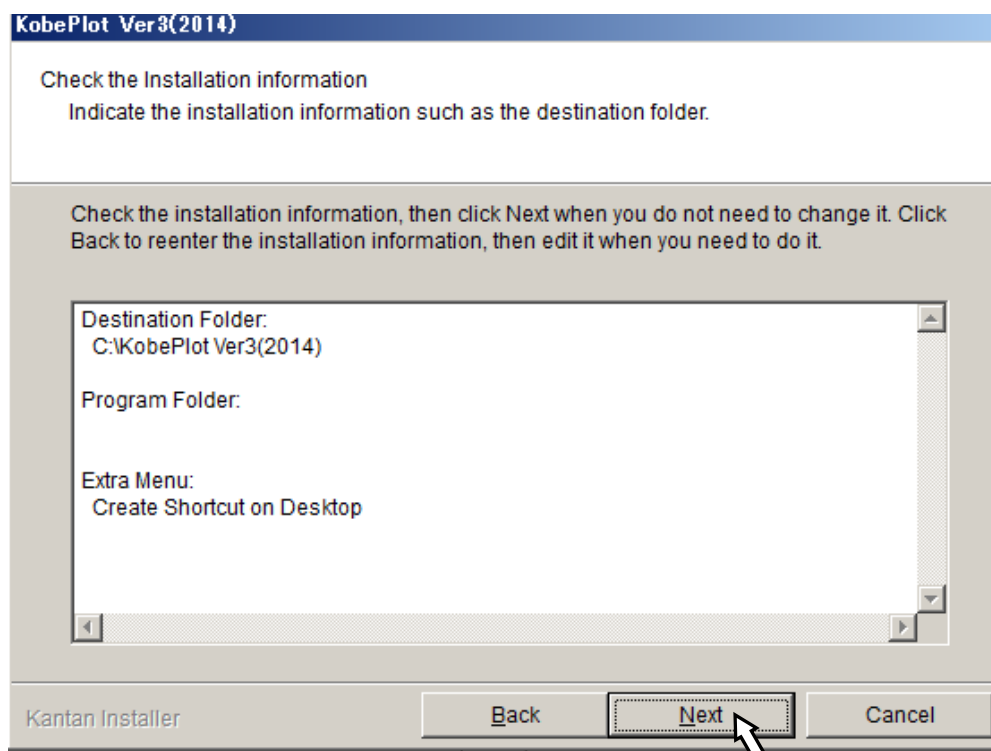 KobePlot Ver3(2014)
Check the Installation information
Indicate the installation information such as the destination folder.
Check the installation information, then click Next when you do not need to change it. Click
Back to reenter the installation information, then edit it when you need to do it.
Destination Folder:
C:\KobePlot Ver3(2014)
Program Folder:
Extra Menu:
Create Shortcut on Desktop
Kantan Installer
Back
Next
Cancel